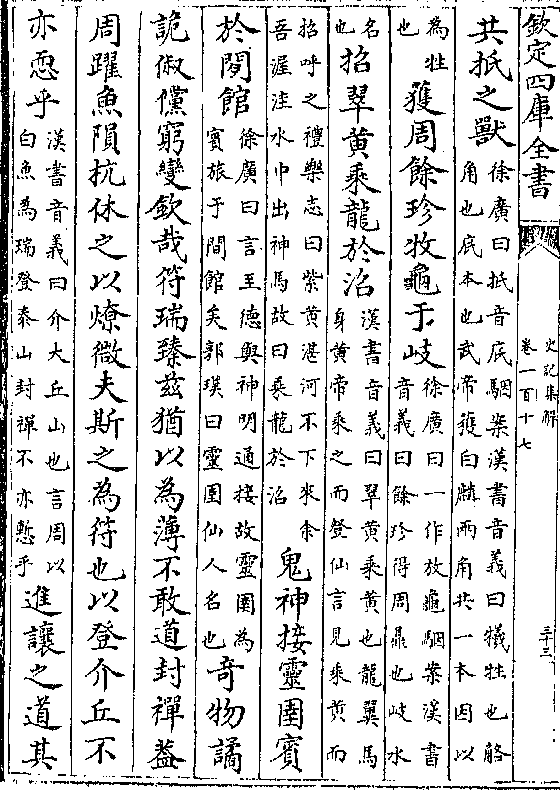 欽定四庫全書
史記集解
卷一百十七
三十三
共抵之獸
徐廣曰抵音底駰案漢書音義曰犧牲也觡
角也底本也武帝獲白麟兩角共一本因以
為牲
也
獲周餘珍收龜于岐
徐廣曰一作放龜駰案漢書
音義曰餘珍得周鼎也岐水
名
也
招翠黄乘龍於沼
漢書音義曰翠黄乘黄也龍翼馬
身黄帝乘之而登仙言見乘黄而
招呼之禮樂志曰紫黄湛河不下來余
吾渥洼水中出神馬故曰乘龍於沼
鬼神接靈圉賓
於閒館
徐廣曰言至德與神明通接故靈圉為
賓旅于閒館矣郭璞曰靈圉仙人名也
奇物譎
詭俶儻窮變欽哉符瑞臻茲猶以為薄不敢道封禪蓋
周躍魚隕杭休之以燎微夫斯之為符也以登介丘不
亦恧乎
漢書音義曰介大丘山也言周以
白魚為瑞登泰山封禪不亦慙乎
進讓之道其